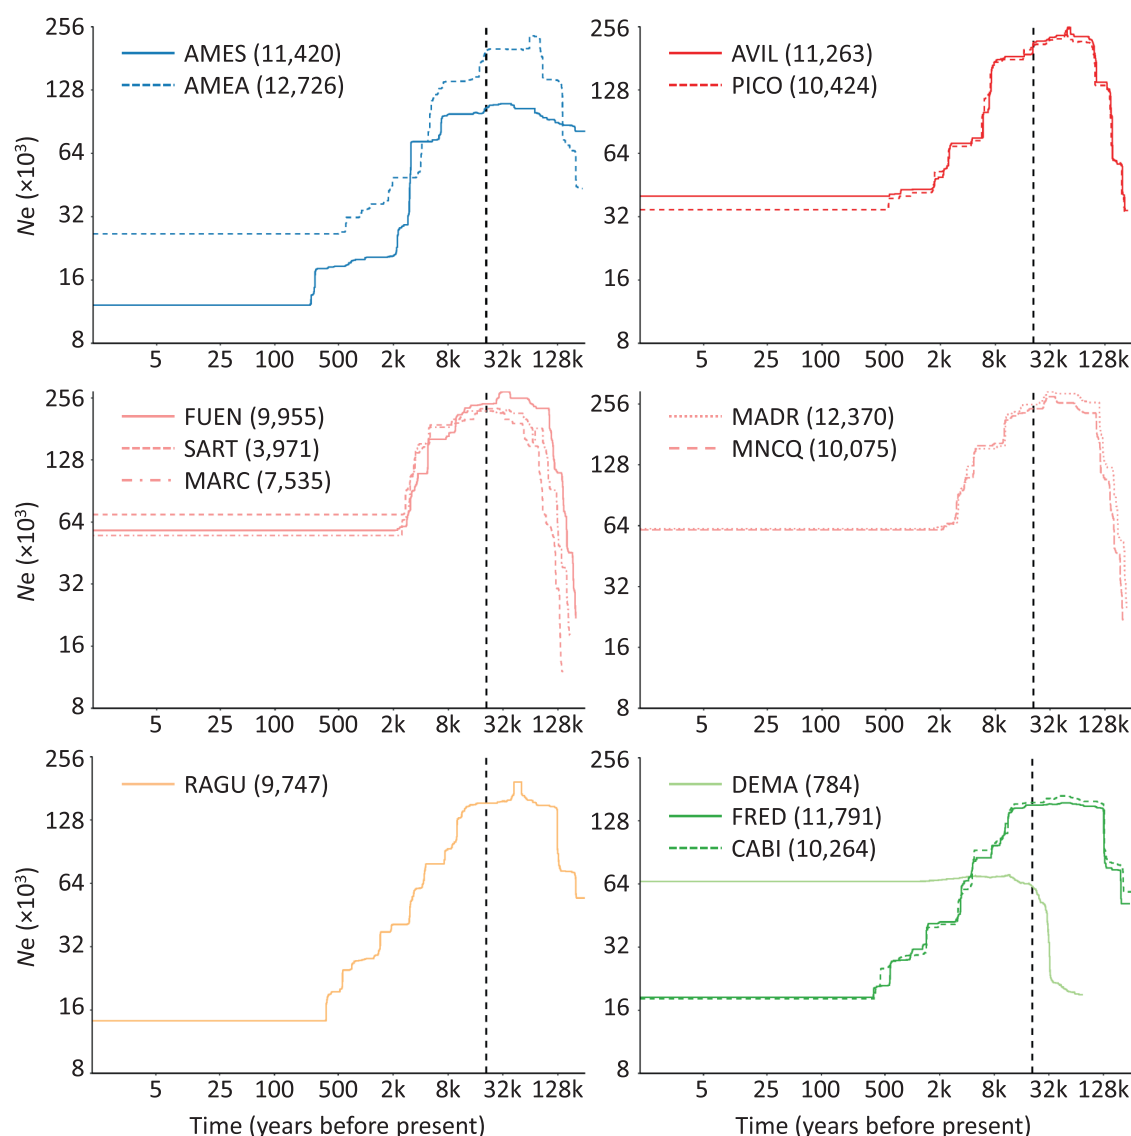 256
128
64
32
16
8
Ne (×10³)
AMES (11,420)
AMEA (12,726)
5 25 100 500 2k 8k 32k 128k
256
128
64
32
16
8
AVIL (11,263)
PICO (10,424)
5 25 100 500 2k 8k 32k 128k
256
128
64
32
16
8
Ne (×10³)
FUEN (9,955)
SART (3,971)
MARC (7,535)
5 25 100 500 2k 8k 32k 128k
256
128
64
32
16
8
MADR (12,370)
MNCQ (10,075)
5 25 100 500 2k 8k 32k 128k
256
128
64
32
16
8
Ne (×10³)
RAGU (9,747)
5 25 100 500 2k 8k 32k 128k
Time (years before present)
256
128
64
32
16
8
DEMA (784)
FRED (11,791)
CABI (10,264)
5 25 100 500 2k 8k 32k 128k
Time (years before present)